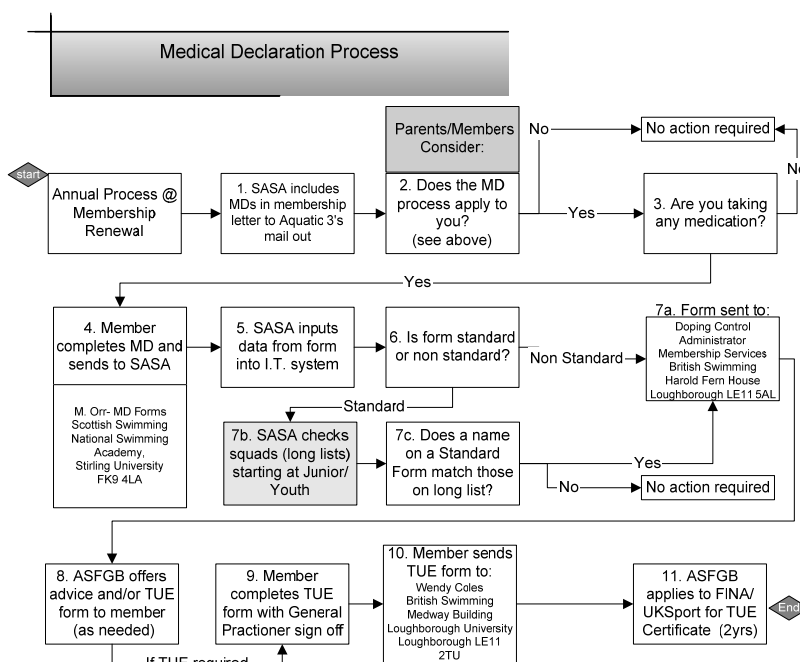 Medical Declaration Process
Parents/Members
Consider:
No
No action required
No
start
Annual Process @
Membership
Renewal
1. SASA includes
MDs in membership
letter to Aquatic 3's
mail out
2. Does the MD
process apply to
you?
(see above)
Yes
3. Are you taking
any medication?
Yes
4. Member
completes MD and
sends to SASA
M. Orr- MD Forms
Scottish Swimming
National Swimming
Academy,
Stirling University
FK9 4LA
5. SASA inputs
data from form
into I.T. system
6. Is form standard
or non standard?
Non Standard
7a. Form sent to:
Doping Control
Administrator
Membership Services
British Swimming
Harold Fern House
Loughborough LE11 5AL
Standard
7b. SASA checks
squads (long lists)
starting at Junior/
Youth
7c. Does a name
on a Standard
Form match those
on long list?
Yes
No
No action required
8. ASFGB offers
advice and/or TUE
form to member
(as needed)
If TUE required
9. Member
completes TUE
form with General
Practioner sign off
10. Member sends
TUE form to:
Wendy Coles
British Swimming
Medway Building
Loughborough University
Loughborough LE11
2TU
11. ASFGB
applies to FINA/
UKSport for TUE
Certificate (2yrs)
End